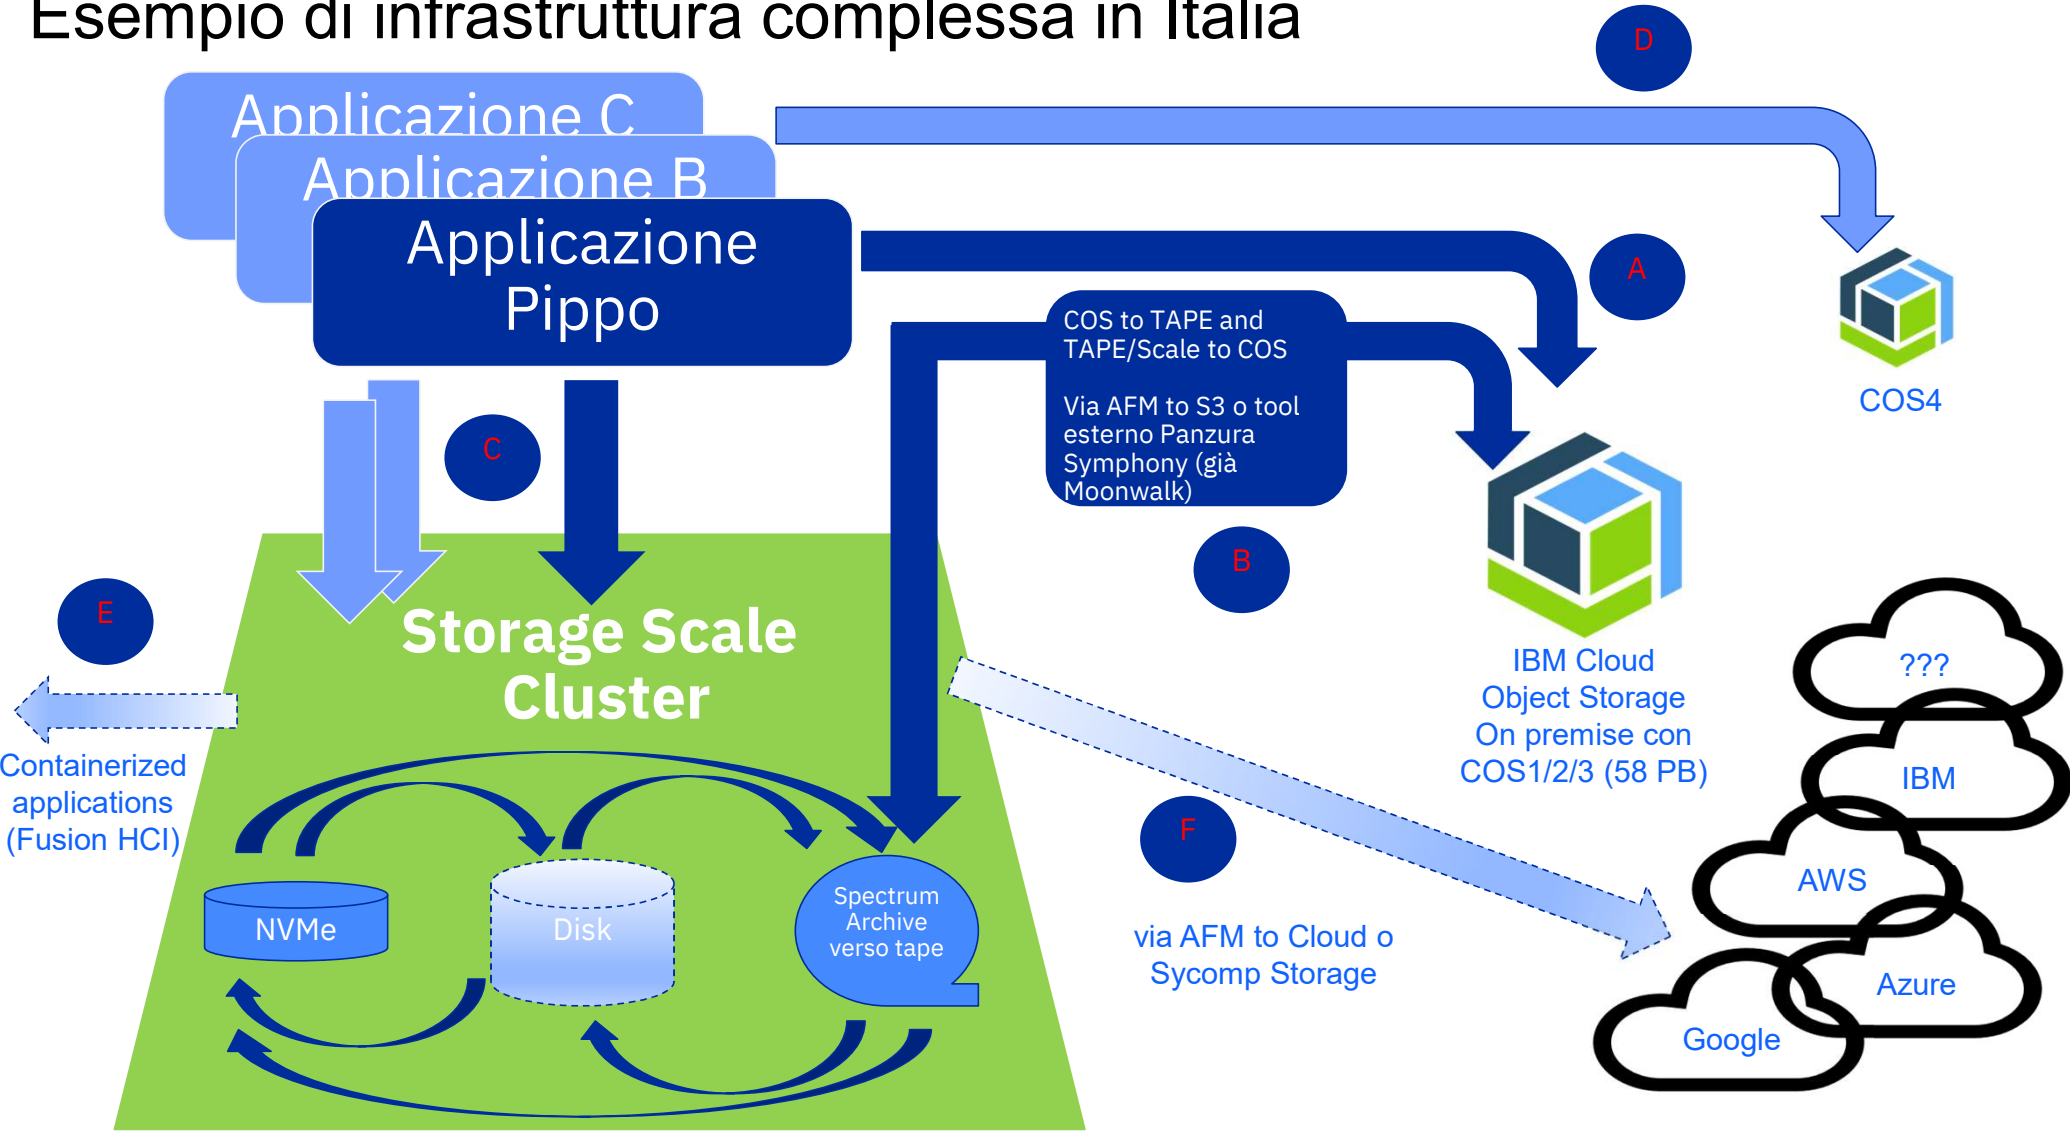 Esempio di infrastruttura complessa in Italia
D
Applicazione C
Applicazione B
Applicazione
Pippo
A
COS to TAPE and
TAPE/Scale to COS
Via AFM to S3 o tool
esterno Panzura
Symphony (già
Moonwalk)
COS4
C
B
E
Storage Scale
Cluster
IBM Cloud
Object Storage
On premise con
COS1/2/3 (58 PB)
???
IBM
AWS
Azure
Google
Containerized
applications
(Fusion HCI)
F
via AFM to Cloud o
Sycomp Storage
NVMe
Disk
Spectrum
Archive
verso tape